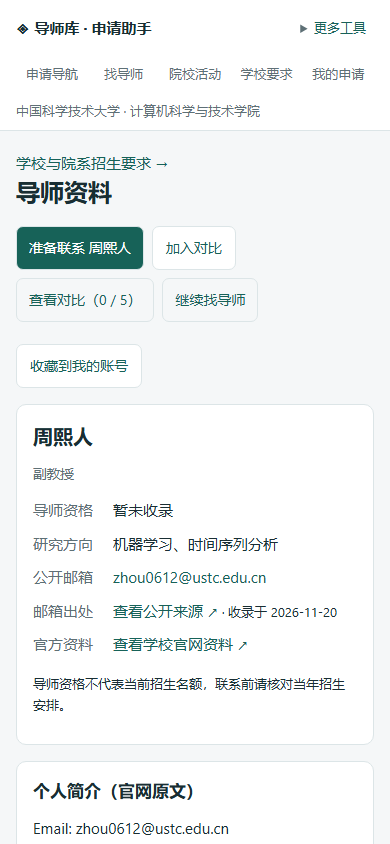 ◈ 导师库 · 申请助手
▶ 更多工具
申请导航 找导师 院校活动 学校要求 我的申请
中国科学技术大学 · 计算机科学与技术学院
学校与院系招生要求 →
导师资料
准备联系 周熙人 加入对比
查看对比（0 / 5） 继续找导师
收藏到我的账号
周熙人
副教授
导师资格 暂未收录
研究方向 机器学习、时间序列分析
公开邮箱 zhou0612@ustc.edu.cn
邮箱出处 查看公开来源 ↗ · 收录于 2026-11-20
官方资料 查看学校官网资料 ↗
导师资格不代表当前招生名额，联系前请核对当年招生
安排。
个人简介（官网原文）
Email: zhou0612@ustc.edu.cn